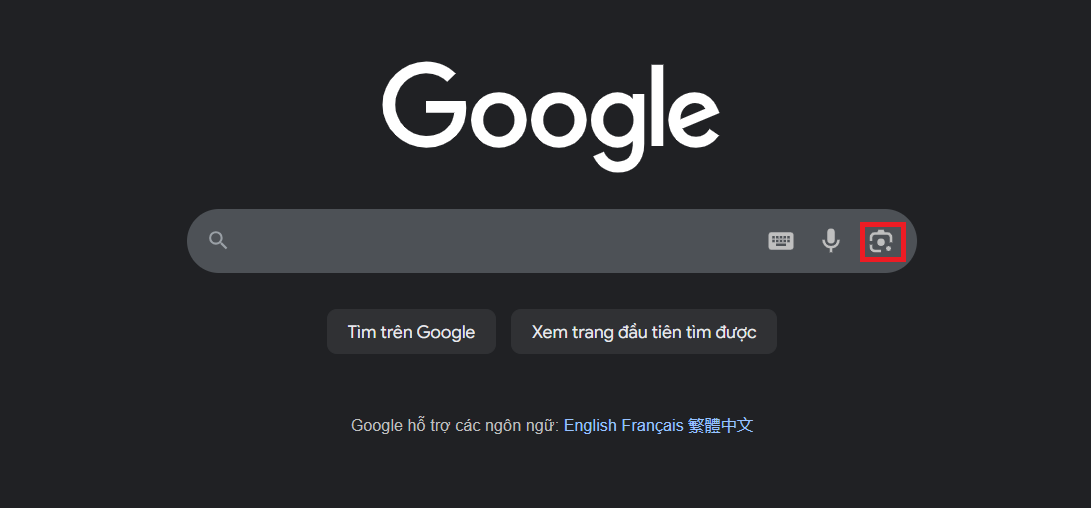 Google
Tìm trên Google
Xem trang đầu tiên tìm được
Google hỗ trợ các ngôn ngữ: English Français 繁體中文